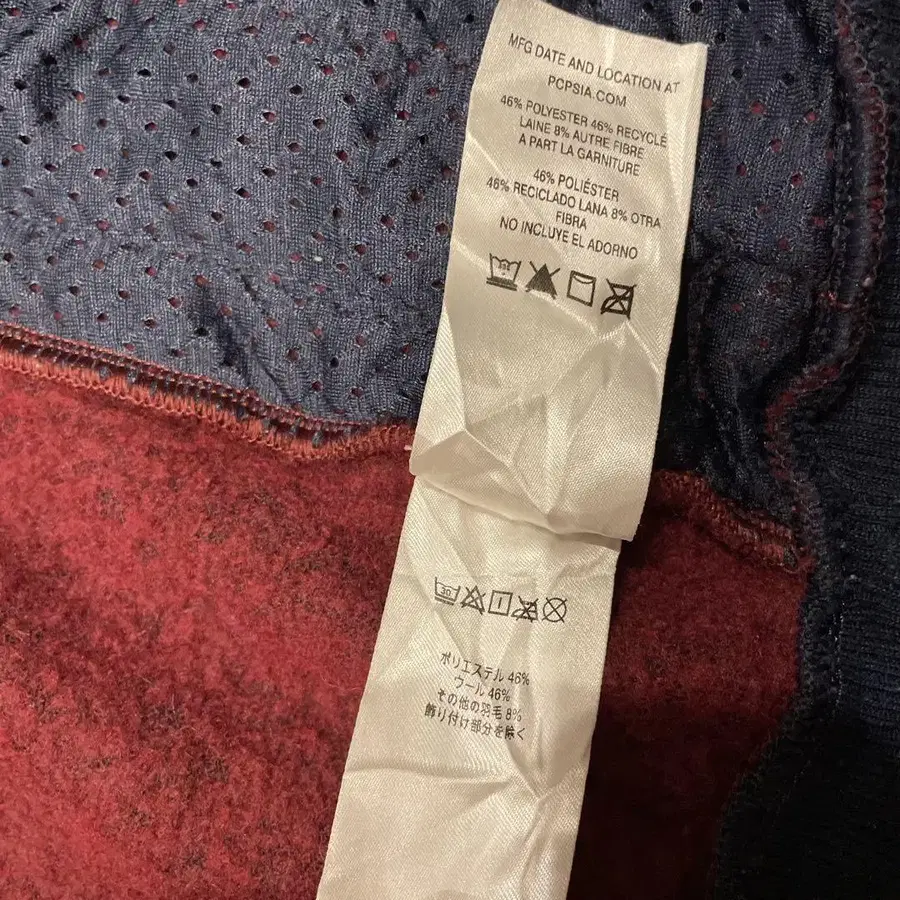 MFG DATE AND LOCATION AT
PCPSIA.COM
46% POLYESTER 46% RECYCLÉ
LAINE 8% AUTRE FIBRE
A PART LA GARNITURE
46% POLIÉSTER
46% RECICLADO LANA 8% OTRA
FIBRA
NO INCLUYE EL ADORNO
30
ポリエステル 46%
ウール 46%
その他の羽毛 8%
飾り付け部分を除く